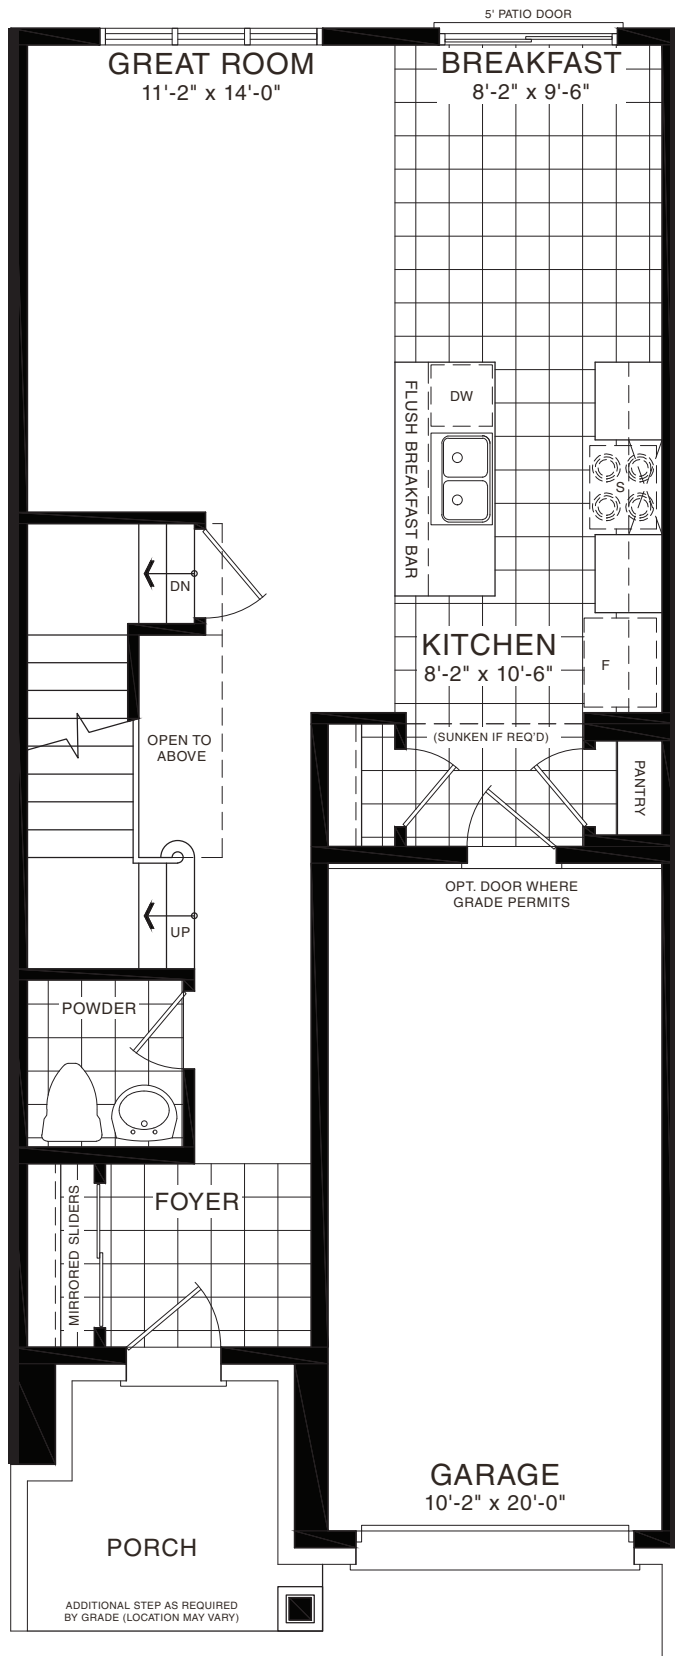 5' PATIO DOOR
GREAT ROOM
11'-2" x 14'-0"
BREAKFAST
8'-2" x 9'-6"
FLUSH BREAKFAST BAR
DW
S
DN
KITCHEN
8'-2" x 10'-6"
F
OPEN TO
ABOVE
(SUNKEN IF REQ'D)
PANTRY
OPT. DOOR WHERE
GRADE PERMITS
UP
POWDER
MIRRORED SLIDERS
FOYER
GARAGE
10'-2" x 20'-0"
PORCH
ADDITIONAL STEP AS REQUIRED
BY GRADE (LOCATION MAY VARY)